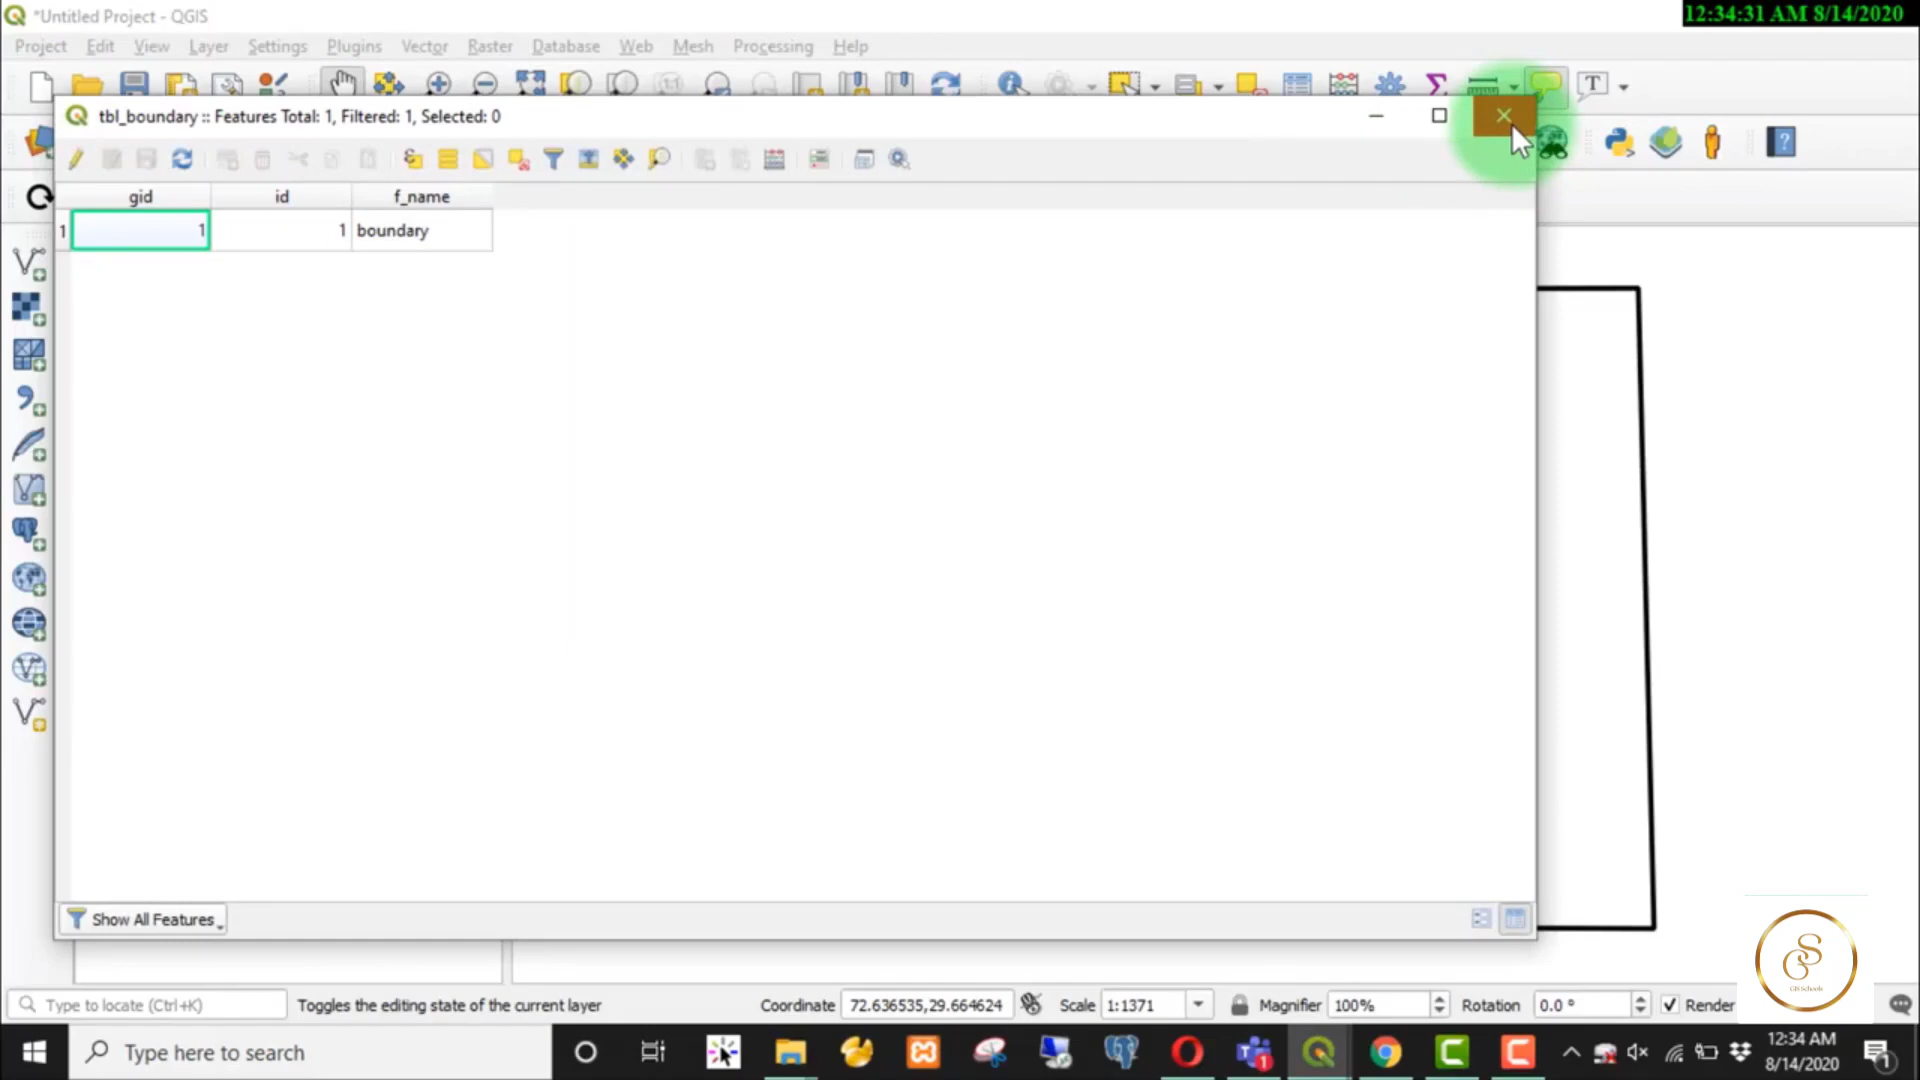 *Untitled Project - QGIS
12:34:31 AM 8/14/2020
Project Edit View Layer Settings Plugins Vector Raster Database Web Mesh Processing Help
tbl_boundary :: Features Total: 1, Filtered: 1, Selected: 0
gid id f_name
1 1 1 boundary
Show All Features
Type to locate (Ctrl+K) Toggles the editing state of the current layer Coordinate 72.636535,29.664624 Scale 1:1371 Magnifier 100% Rotation 0.0 ° Render
GIS Schools
Type here to search
12:34 AM
8/14/2020